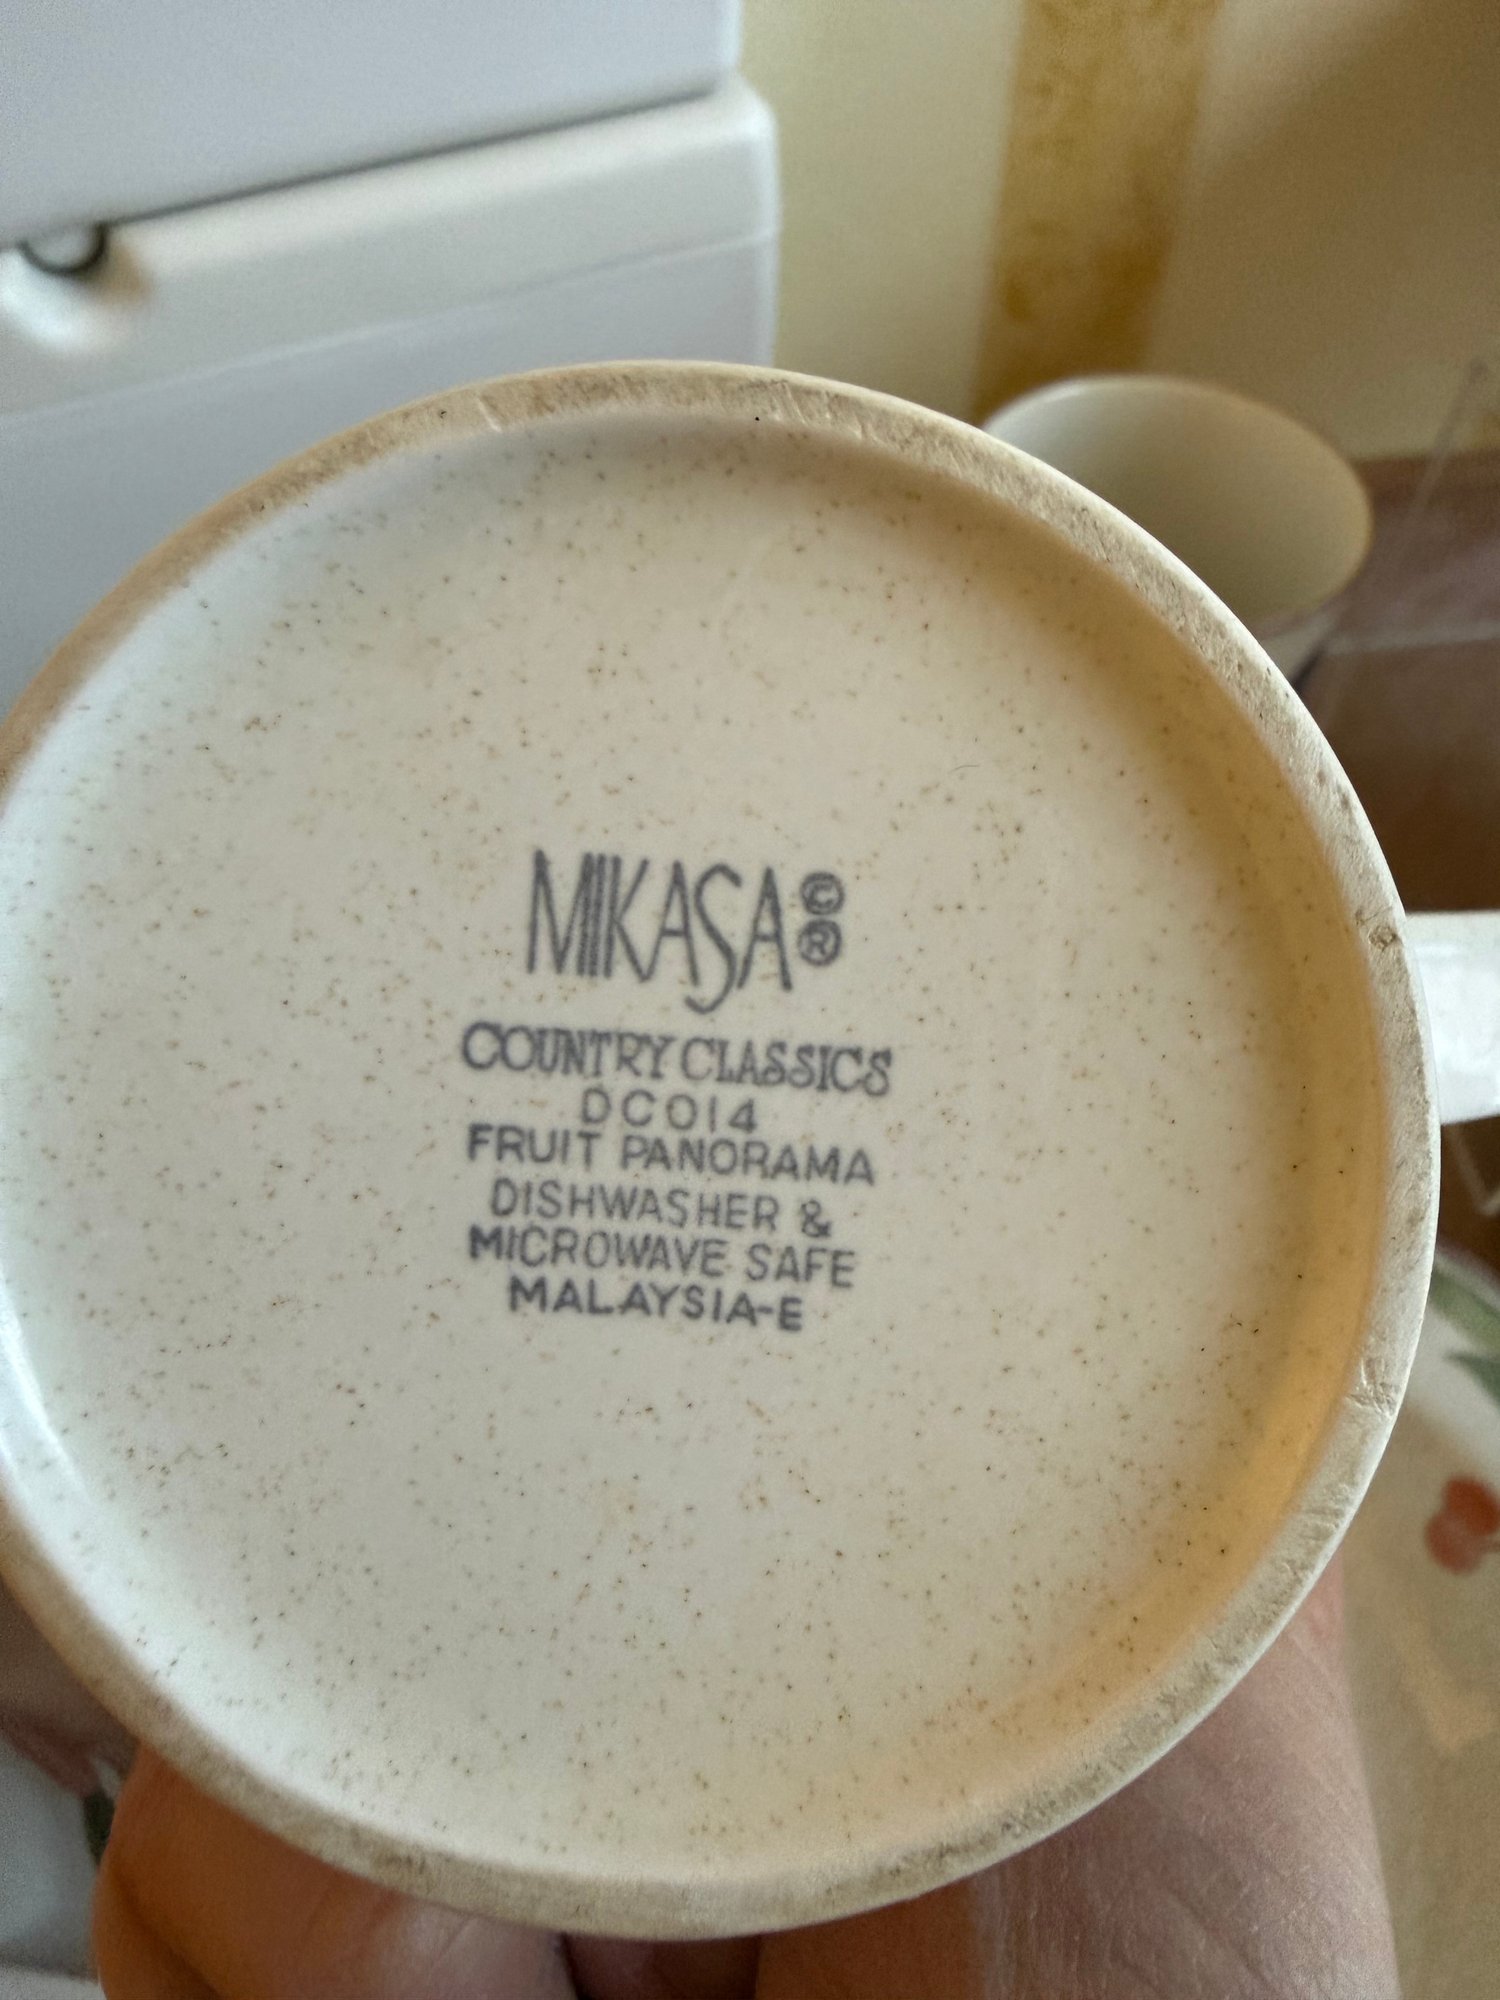 MIKASA © ®
COUNTRY CLASSICS
DC014
FRUIT PANORAMA
DISHWASHER &
MICROWAVE SAFE
MALAYSIA-E